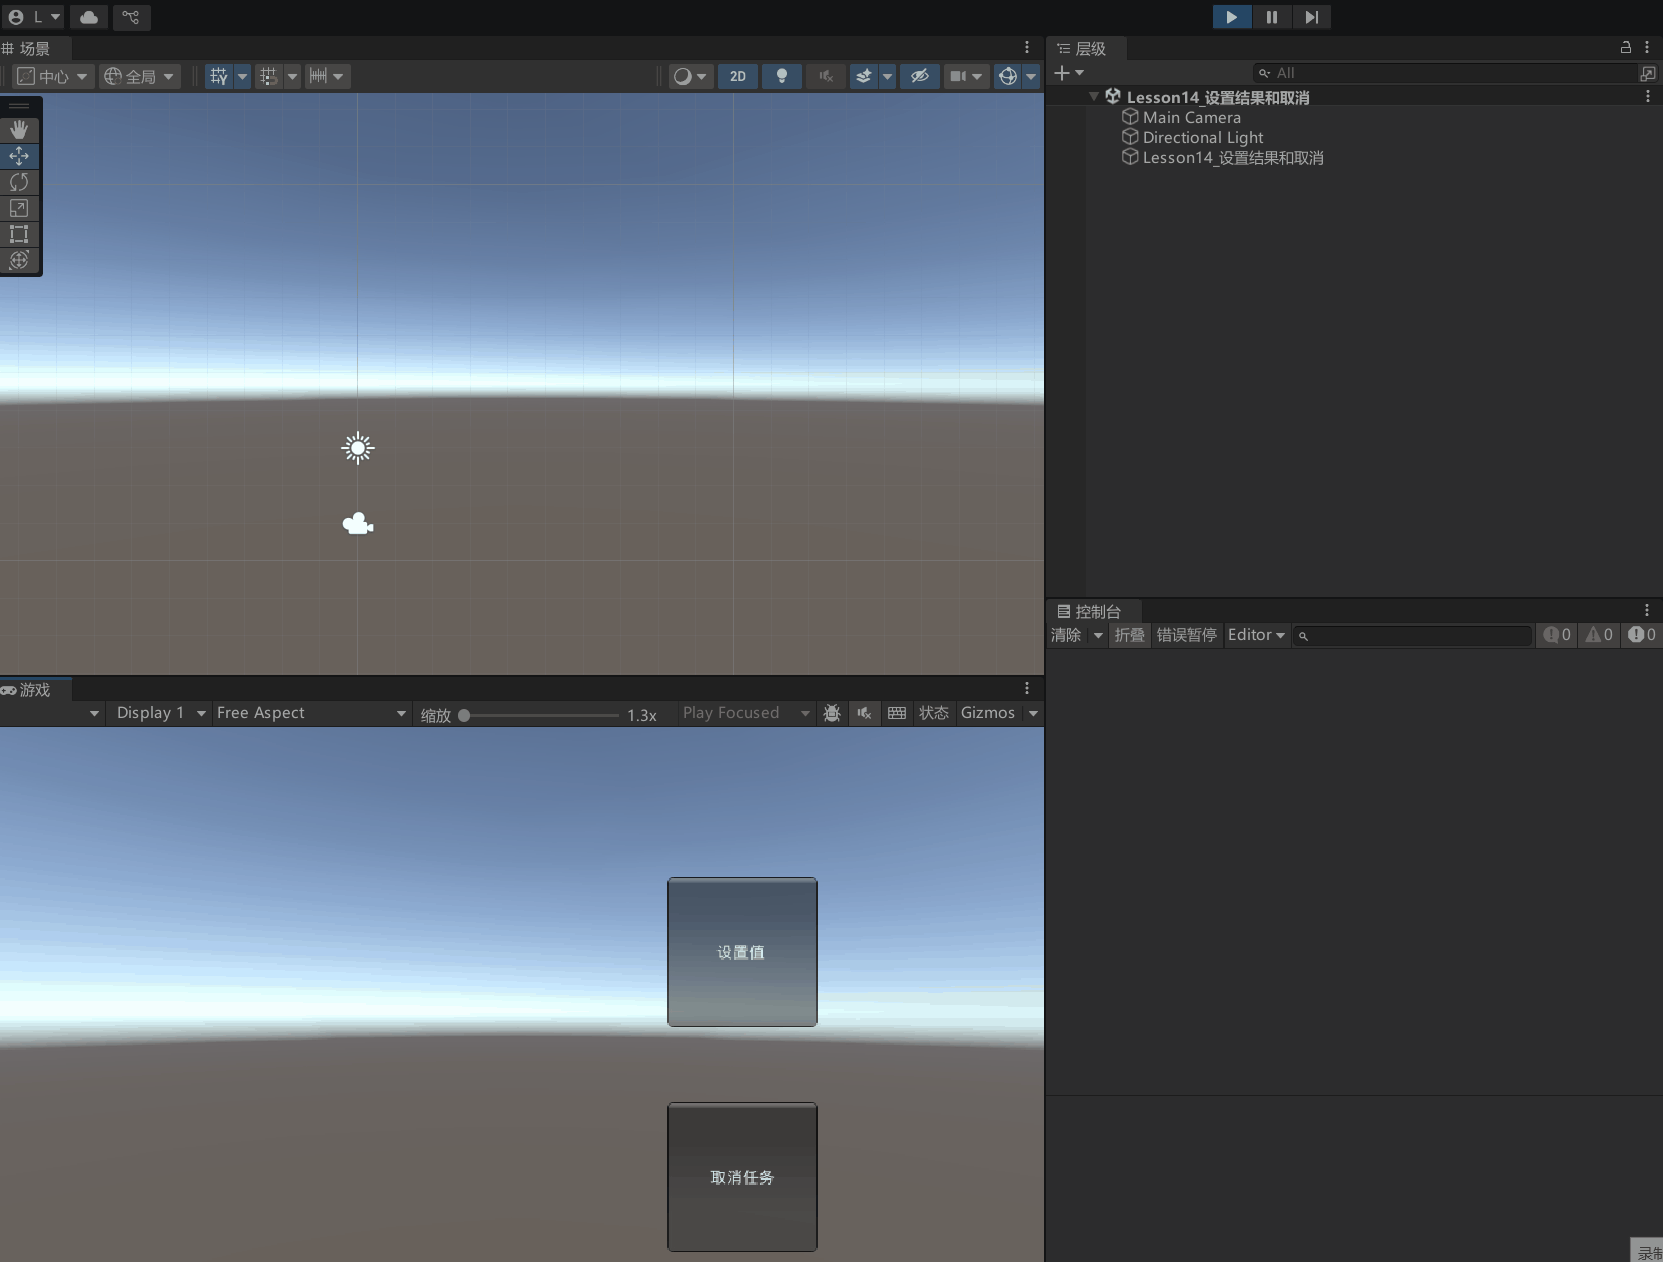 L
场景
中心 全局 2D
层级
All
Lesson14_设置结果和取消
Main Camera
Directional Light
Lesson14_设置结果和取消
控制台
清除 折叠 错误暂停 Editor 0 0 0
游戏
Display 1 Free Aspect 缩放 1.3x Play Focused 状态 Gizmos
设置值
取消任务
录制